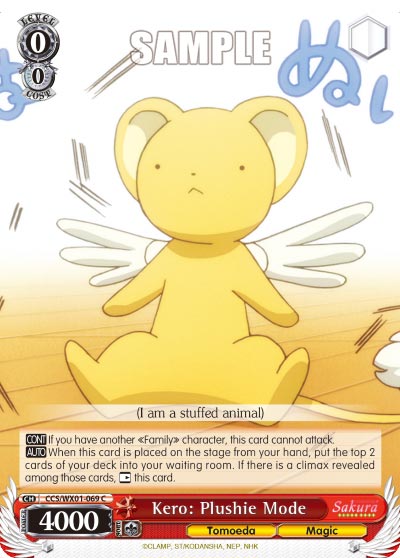 LEVEL
0
0
COST
SAMPLE
ぬい
(I am a stuffed animal)
CONT If you have another «Family» character, this card cannot attack.
AUTO When this card is placed on the stage from your hand, put the top 2
cards of your deck into your waiting room. If there is a climax revealed
among those cards, this card.
CH CCS/WX01-069 C
POWER 4000
Kero: Plushie Mode
Sakura
Tomoeda Magic
©CLAMP, ST/KODANSHA, NEP, NHK